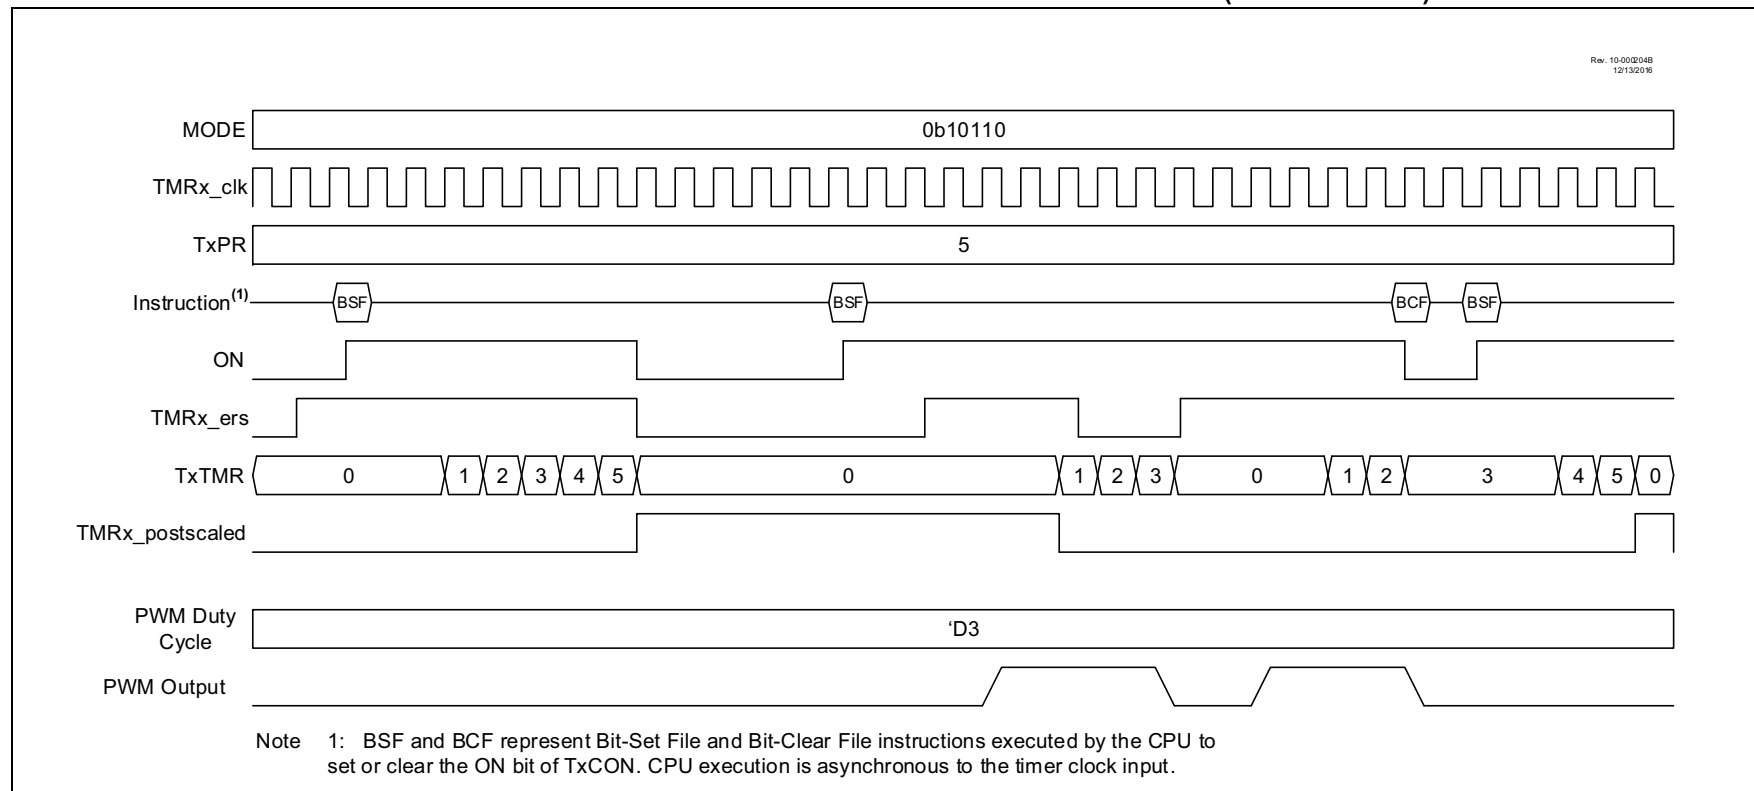 Rev. 10-000204B
12/13/2016
MODE 0b10110
TMRx_clk
TxPR 5
Instruction(1) BSF BSF BCF BSF
ON
TMRx_ers
TxTMR 0 1 2 3 4 5 0 1 2 3 0 1 2 3 4 5 0
TMRx_postscaled
PWM Duty
Cycle
‘D3
PWM Output
Note 1: BSF and BCF represent Bit-Set File and Bit-Clear File instructions executed by the CPU to
set or clear the ON bit of TxCON. CPU execution is asynchronous to the timer clock input.